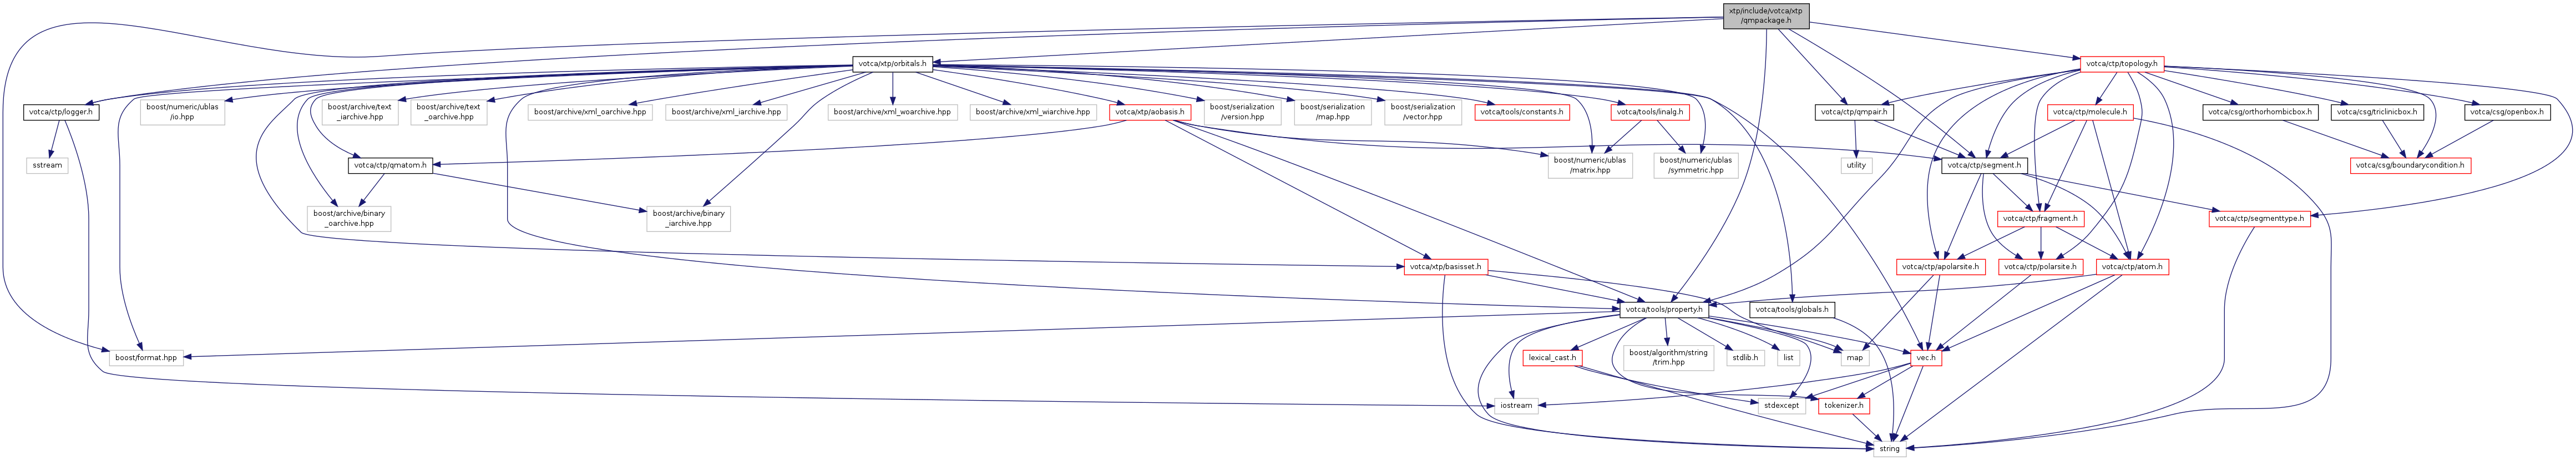 xtp/include/votca/xtp
/qmpackage.h
votca/xtp/orbitals.h
votca/ctp/topology.h
votca/ctp/logger.h
boost/numeric/ublas
/io.hpp
boost/archive/text
_iarchive.hpp
boost/archive/text
_oarchive.hpp
boost/archive/xml_oarchive.hpp
boost/archive/xml_iarchive.hpp
boost/archive/xml_woarchive.hpp
boost/archive/xml_wiarchive.hpp
votca/xtp/aobasis.h
boost/serialization
/version.hpp
boost/serialization
/map.hpp
boost/serialization
/vector.hpp
votca/tools/constants.h
votca/tools/linalg.h
votca/ctp/qmpair.h
votca/ctp/molecule.h
votca/csg/orthorhombicbox.h
votca/csg/triclinicbox.h
votca/csg/openbox.h
sstream
votca/ctp/qmatom.h
boost/numeric/ublas
/matrix.hpp
boost/numeric/ublas
/symmetric.hpp
utility
votca/ctp/segment.h
votca/csg/boundarycondition.h
boost/archive/binary
_oarchive.hpp
boost/archive/binary
_iarchive.hpp
votca/ctp/fragment.h
votca/ctp/segmenttype.h
votca/xtp/basisset.h
votca/ctp/apolarsite.h
votca/ctp/polarsite.h
votca/ctp/atom.h
votca/tools/property.h
votca/tools/globals.h
boost/format.hpp
lexical_cast.h
boost/algorithm/string
/trim.hpp
stdlib.h
list
map
vec.h
iostream
stdexcept
tokenizer.h
string